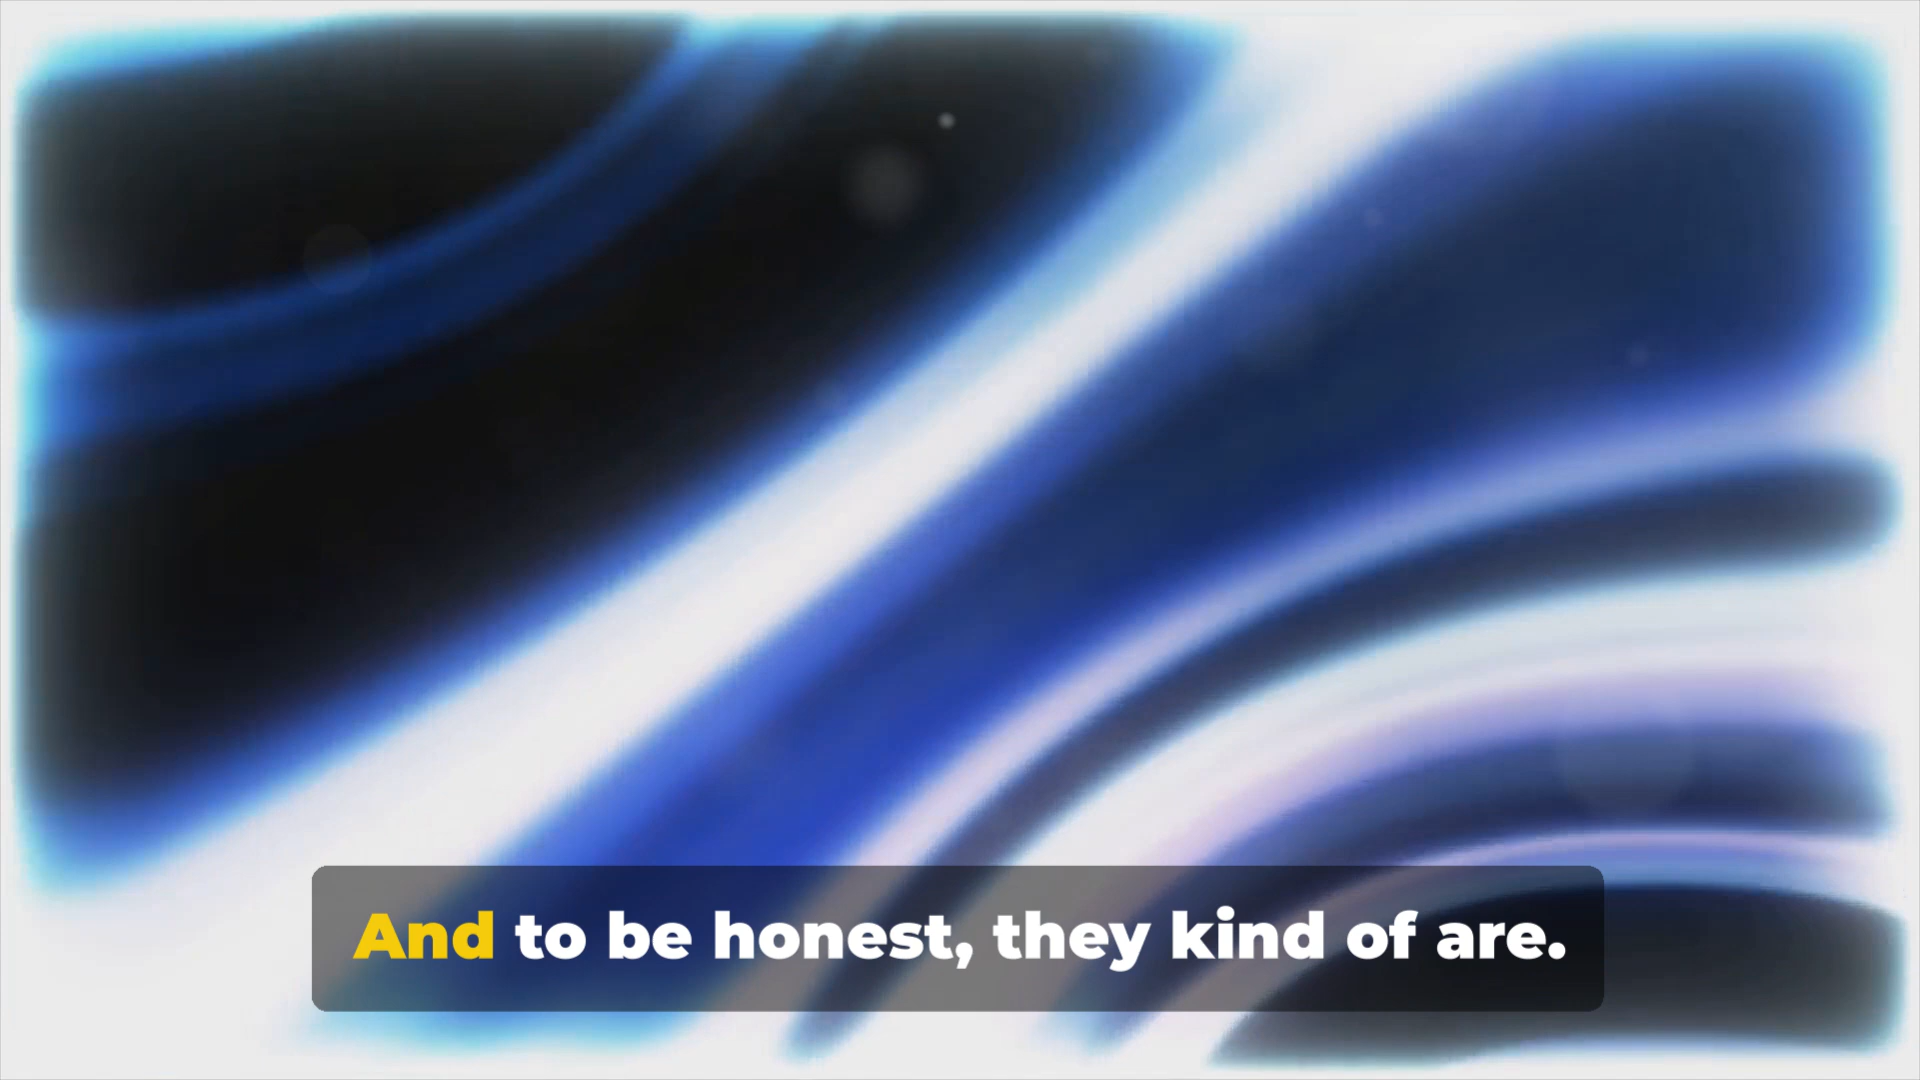 And to be honest, they kind of are.